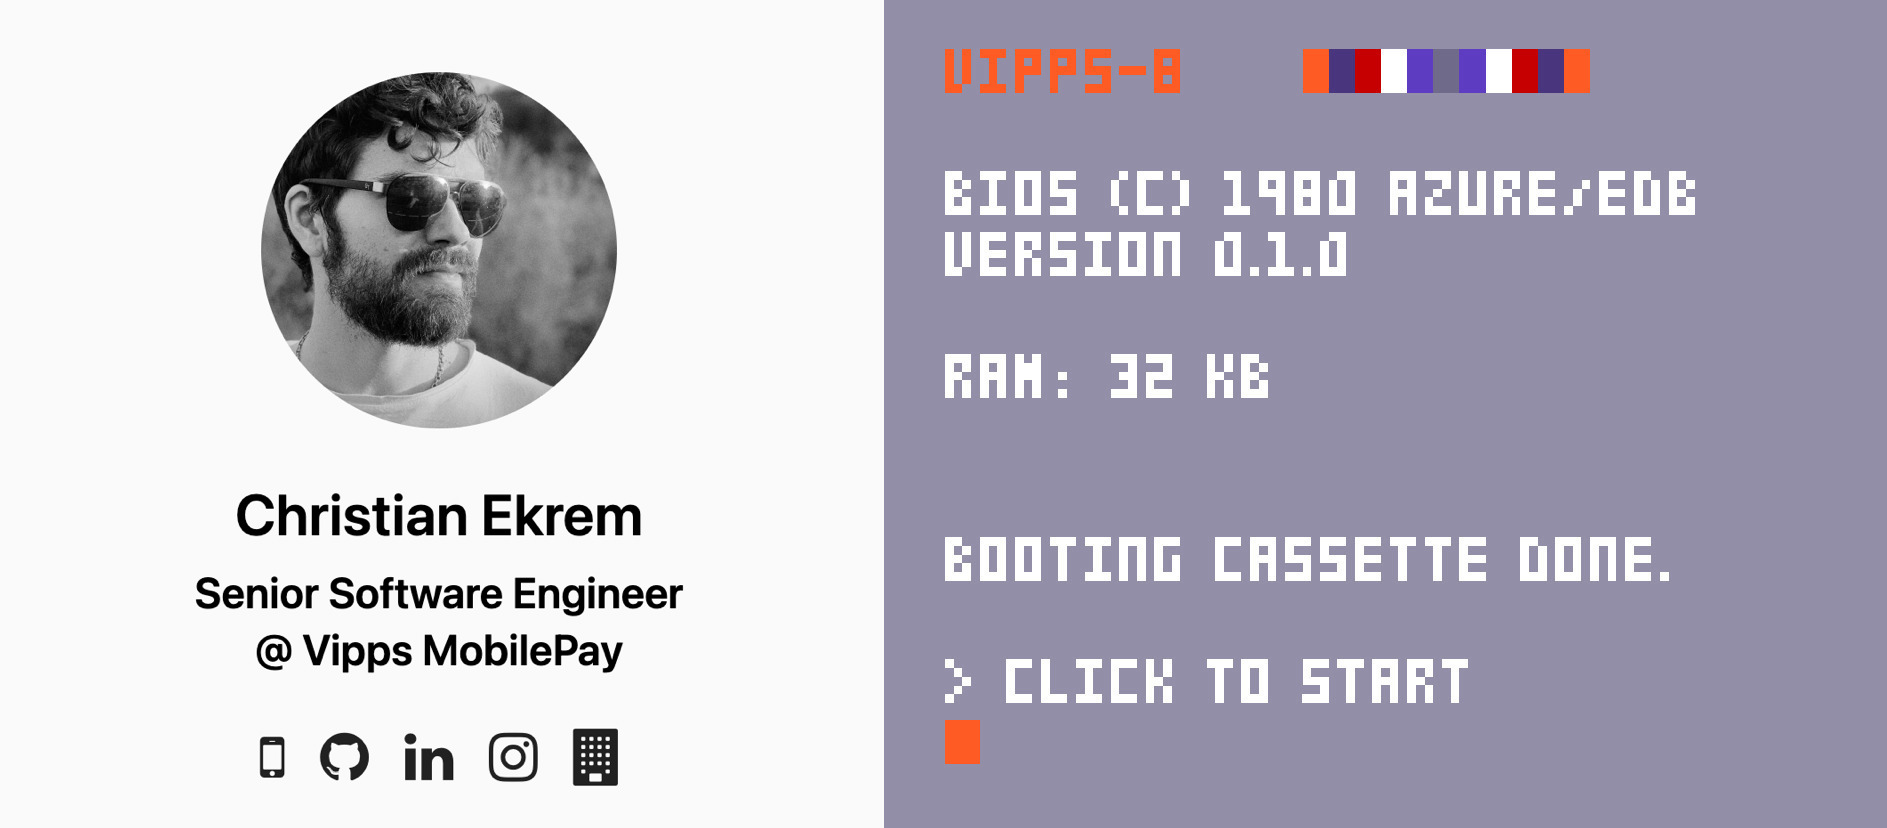 Christian Ekrem
Senior Software Engineer
@ Vipps MobilePay
in
VIPPS-8
BIOS (C) 1980 AZURE/EDB
VERSION 0.1.0
RAM: 32 KB
BOOTING CASSETTE DONE.
> CLICK TO START